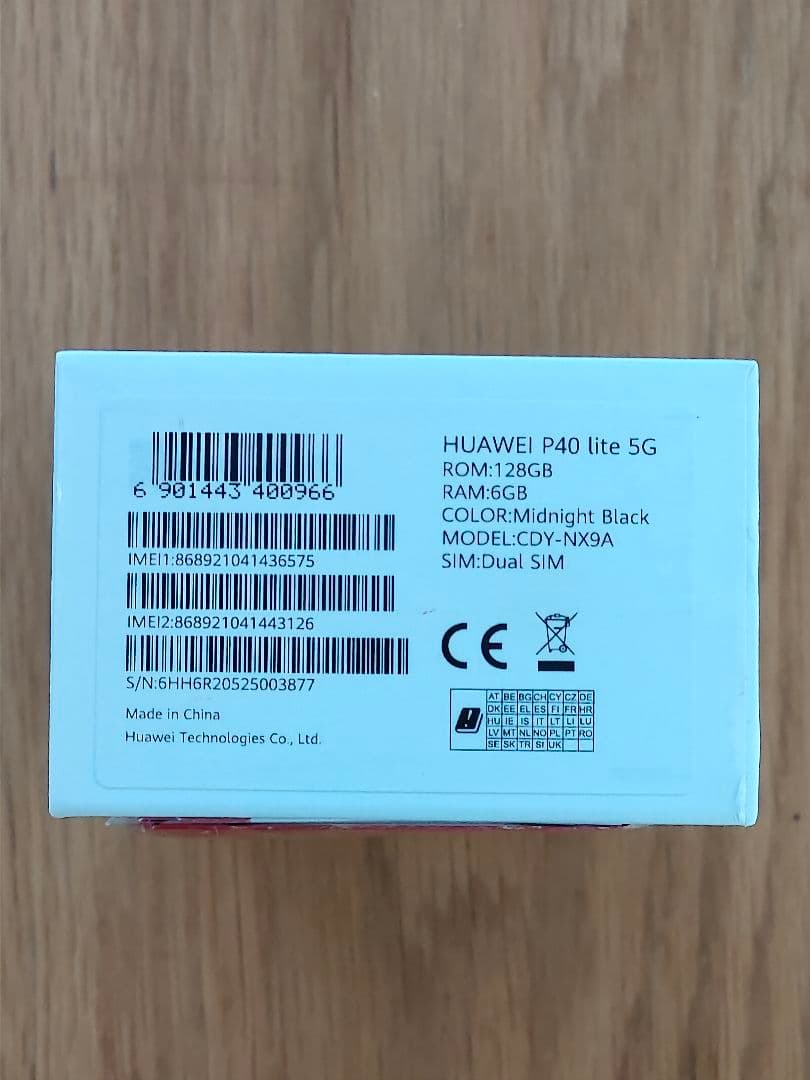 6 901443 400966
IMEI1:868921041436575
IMEI2:868921041443126
S/N:6HH6R20525003877
Made in China
Huawei Technologies Co., Ltd.
HUAWEI P40 lite 5G
ROM:128GB
RAM:6GB
COLOR:Midnight Black
MODEL:CDY-NX9A
SIM:Dual SIM
CE
AT BE BG CH CY CZ DE
DK EE EL ES FI FR HR
HU IE IS IT LT LI LU
LV MT NL NO PL PT RO
SE SK TR SI UK